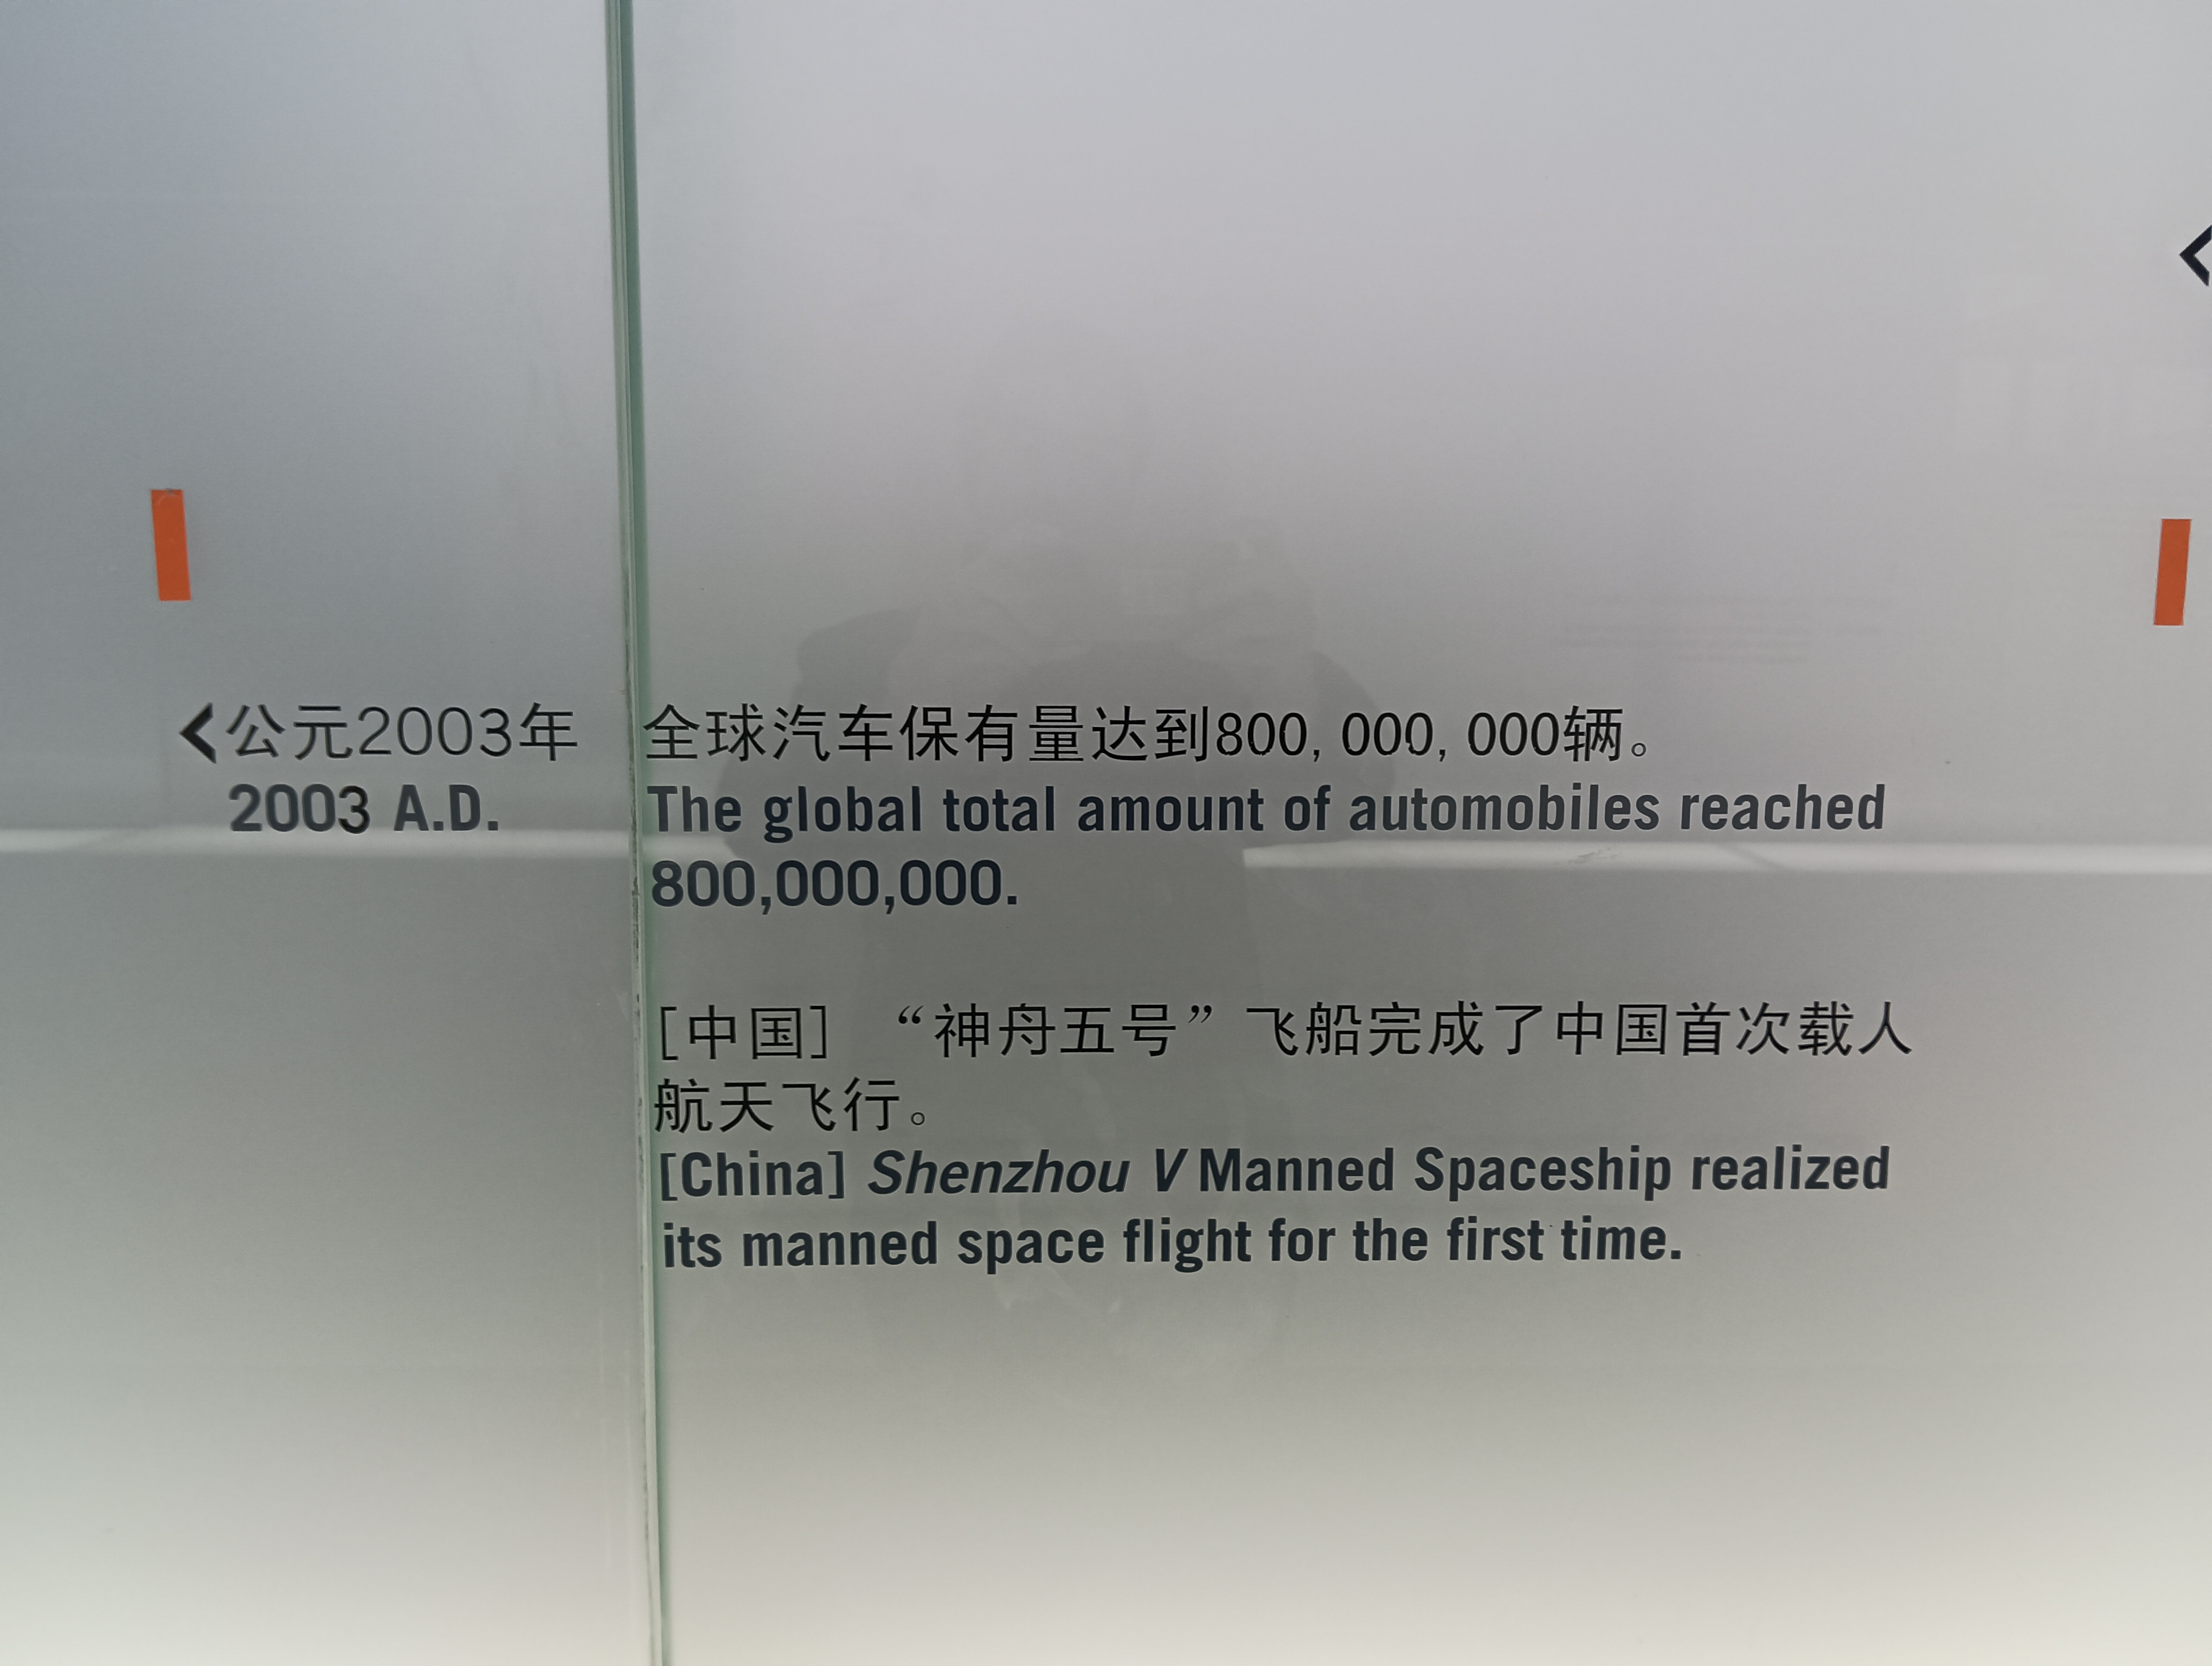 公元2003年
2003 A.D.
全球汽车保有量达到800,000,000辆。
The global total amount of automobiles reached
800,000,000.
[中国] “神舟五号”飞船完成了中国首次载人
航天飞行。
[China] Shenzhou V Manned Spaceship realized
its manned space flight for the first time.